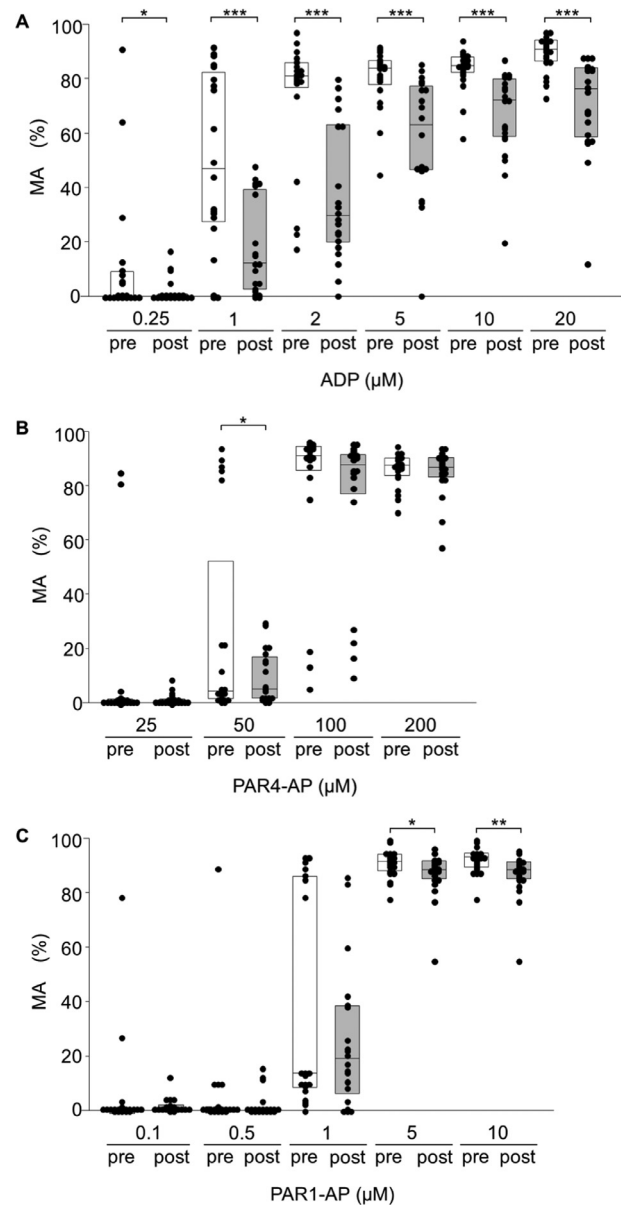 A
* *** *** *** *** ***
MA (%)
100
80
60
40
20
0
0.25 1 2 5 10 20
pre post pre post pre post pre post pre post pre post
ADP (µM)
B
*
MA (%)
100
80
60
40
20
0
25 50 100 200
pre post pre post pre post pre post
PAR4-AP (µM)
C
* **
MA (%)
100
80
60
40
20
0
0.1 0.5 1 5 10
pre post pre post pre post pre post pre post
PAR1-AP (µM)